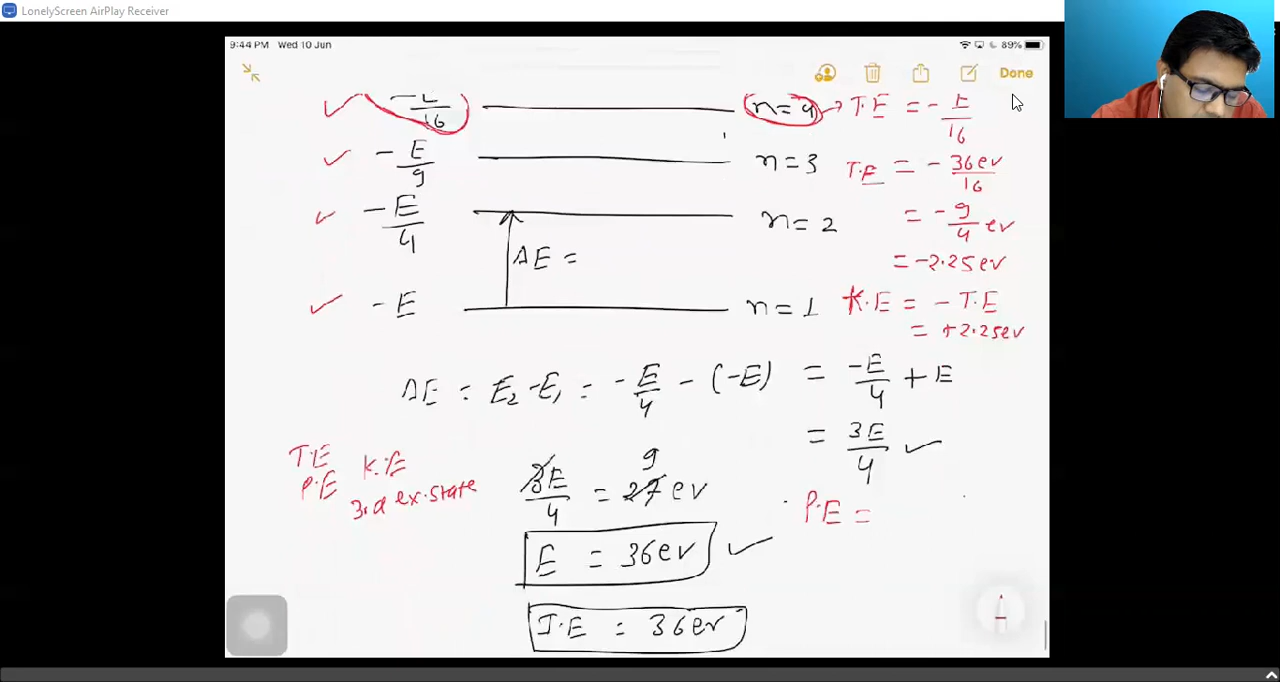 LonelyScreen AirPlay Receiver
9:44 PM Wed 10 Jun
89%
Done
-E/16 n=4 → T.E = -E/16
-E/9 n=3 T.E = -36ev/16
-E/4 n=2 = -9/4 ev
= -2.25ev
ΔE =
-E n=1 K.E = -T.E
= +2.25ev
ΔE = E2-E1 = -E/4 - (-E) = -E/4 + E
= 3E/4
T.E K.E
P.E 3rd ex.state
3E/4 = 27 ev 9
P.E =
E = 36ev
I.E = 36ev